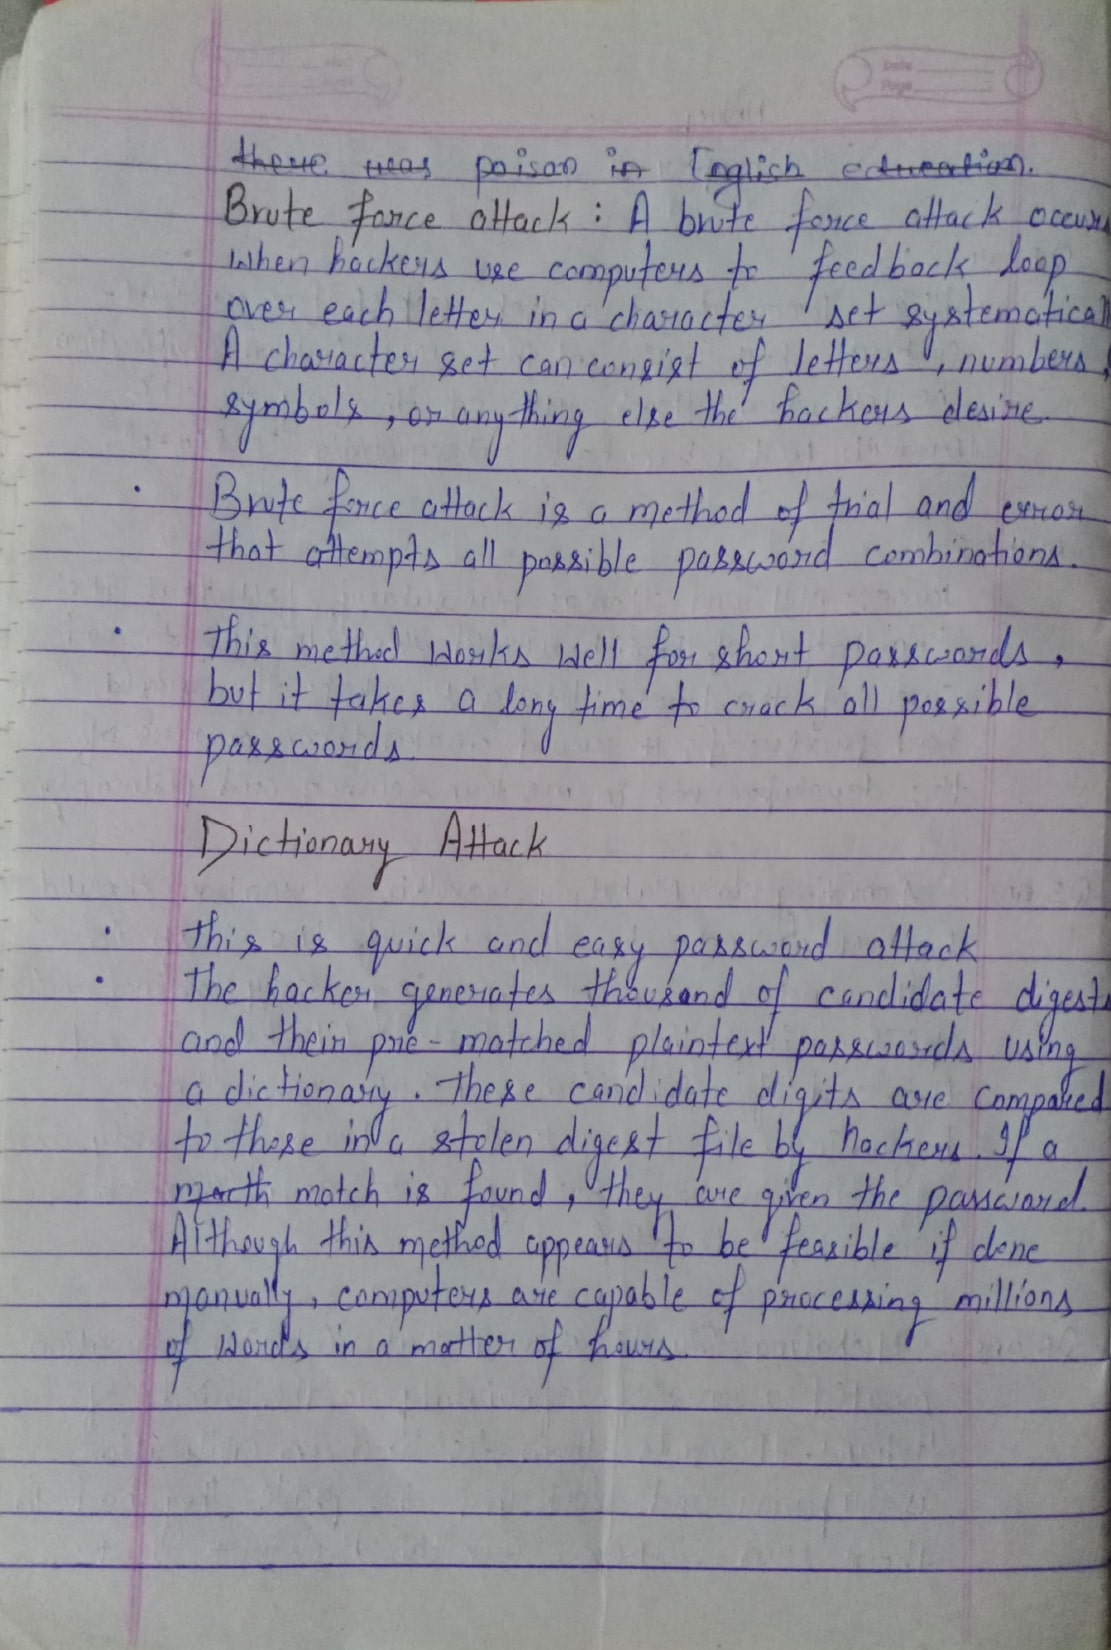 Date
Page
there was poison in English education.
Brute force attack : A brute force attack occurs
when hackers use computers to feedback loop
over each letter in a character set systematicall
A character set can consist of letters, numbers,
symbols, or anything else the hackers desire.
· Brute force attack is a method of trial and error
that attempts all possible password combinations.
· This method works well for short passwords,
but it takes a long time to crack all possible
passwords.
Dictionary Attack
· This is quick and easy password attack
· The hacker generates thousand of candidate digests
and their pre-matched plaintext passwords using
a dictionary. These candidate digits are compared
to those in a stolen digest file by hackers. If a
match is found, they are given the password.
Although this method appears to be feasible if done
manually, computers are capable of processing millions
of words in a matter of hours.